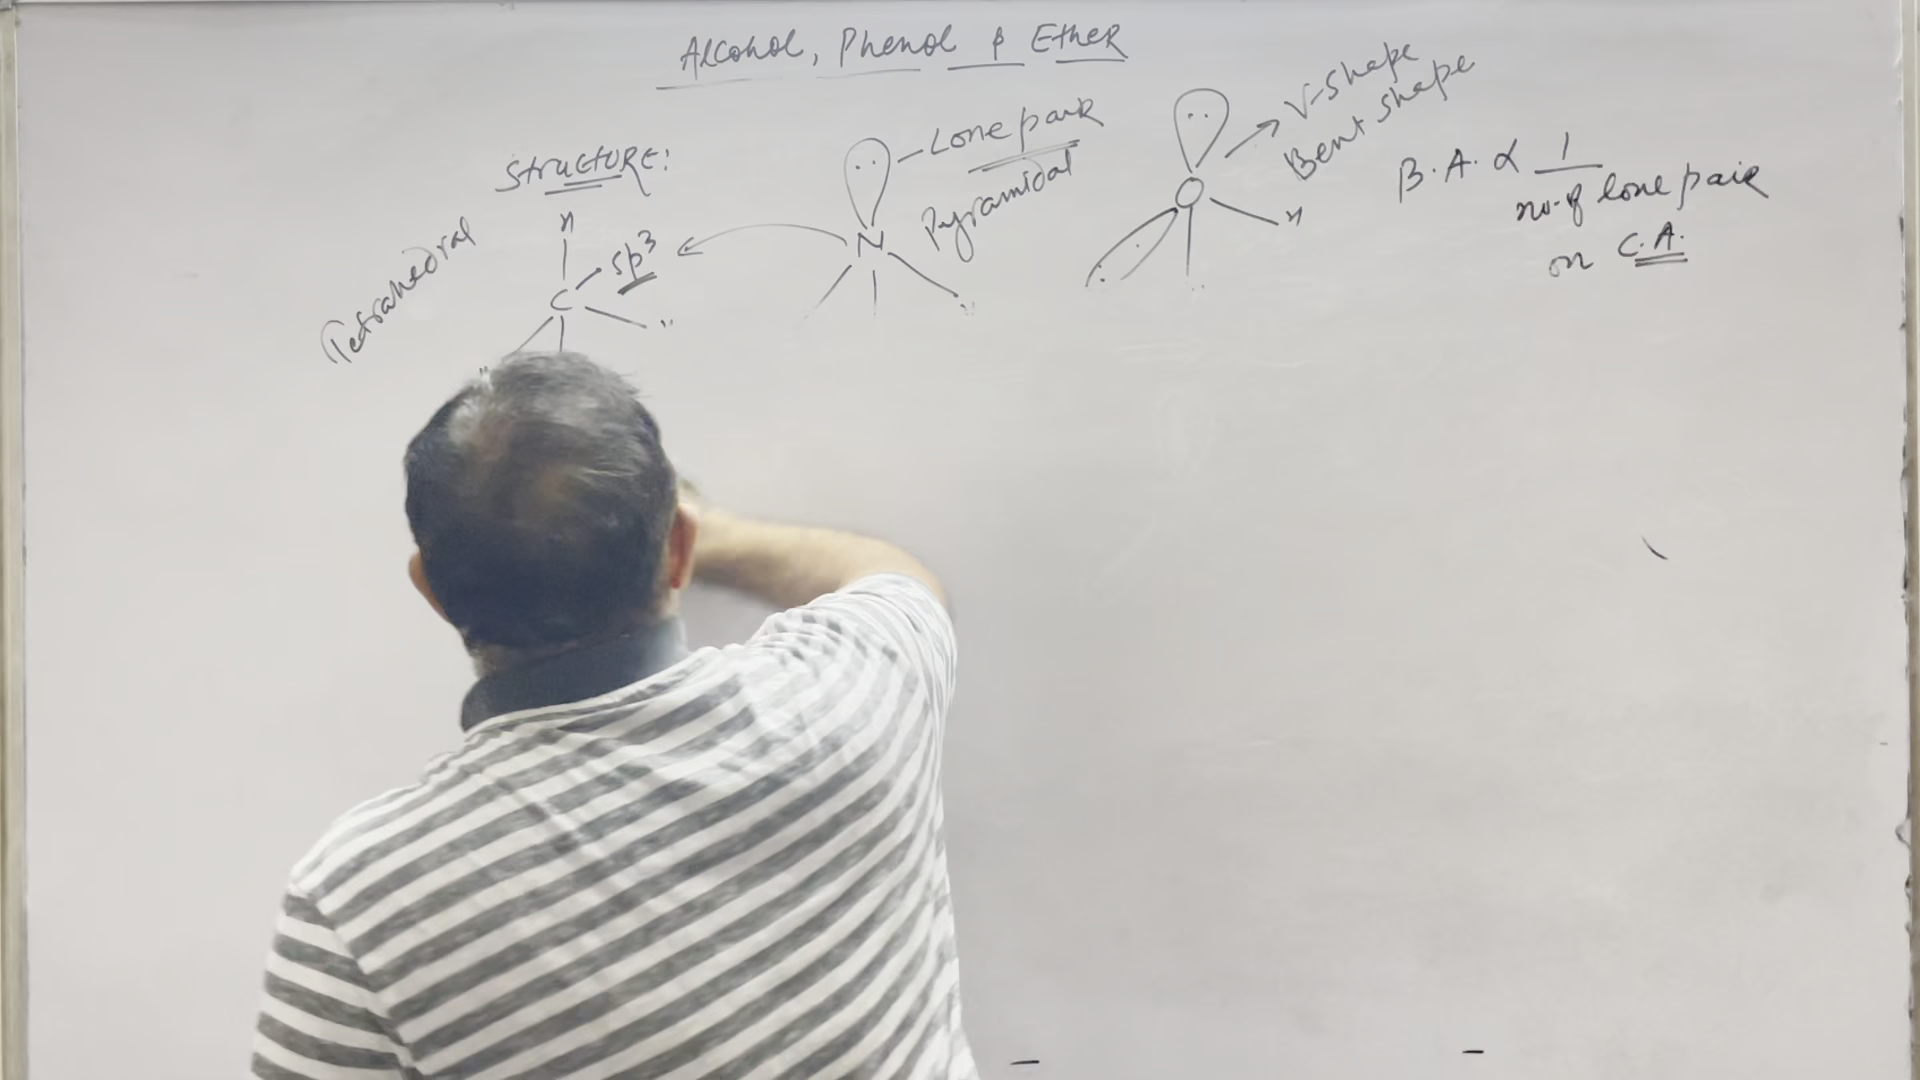 Alcohol, Phenol & Ether
Structure:
Tetrahedral
H
C
sp³
N
Lone pair
Pyramidal
O
H
V-Shape
Bent shape
B.A. ∝ 1
no. of lone pair
on C.A.